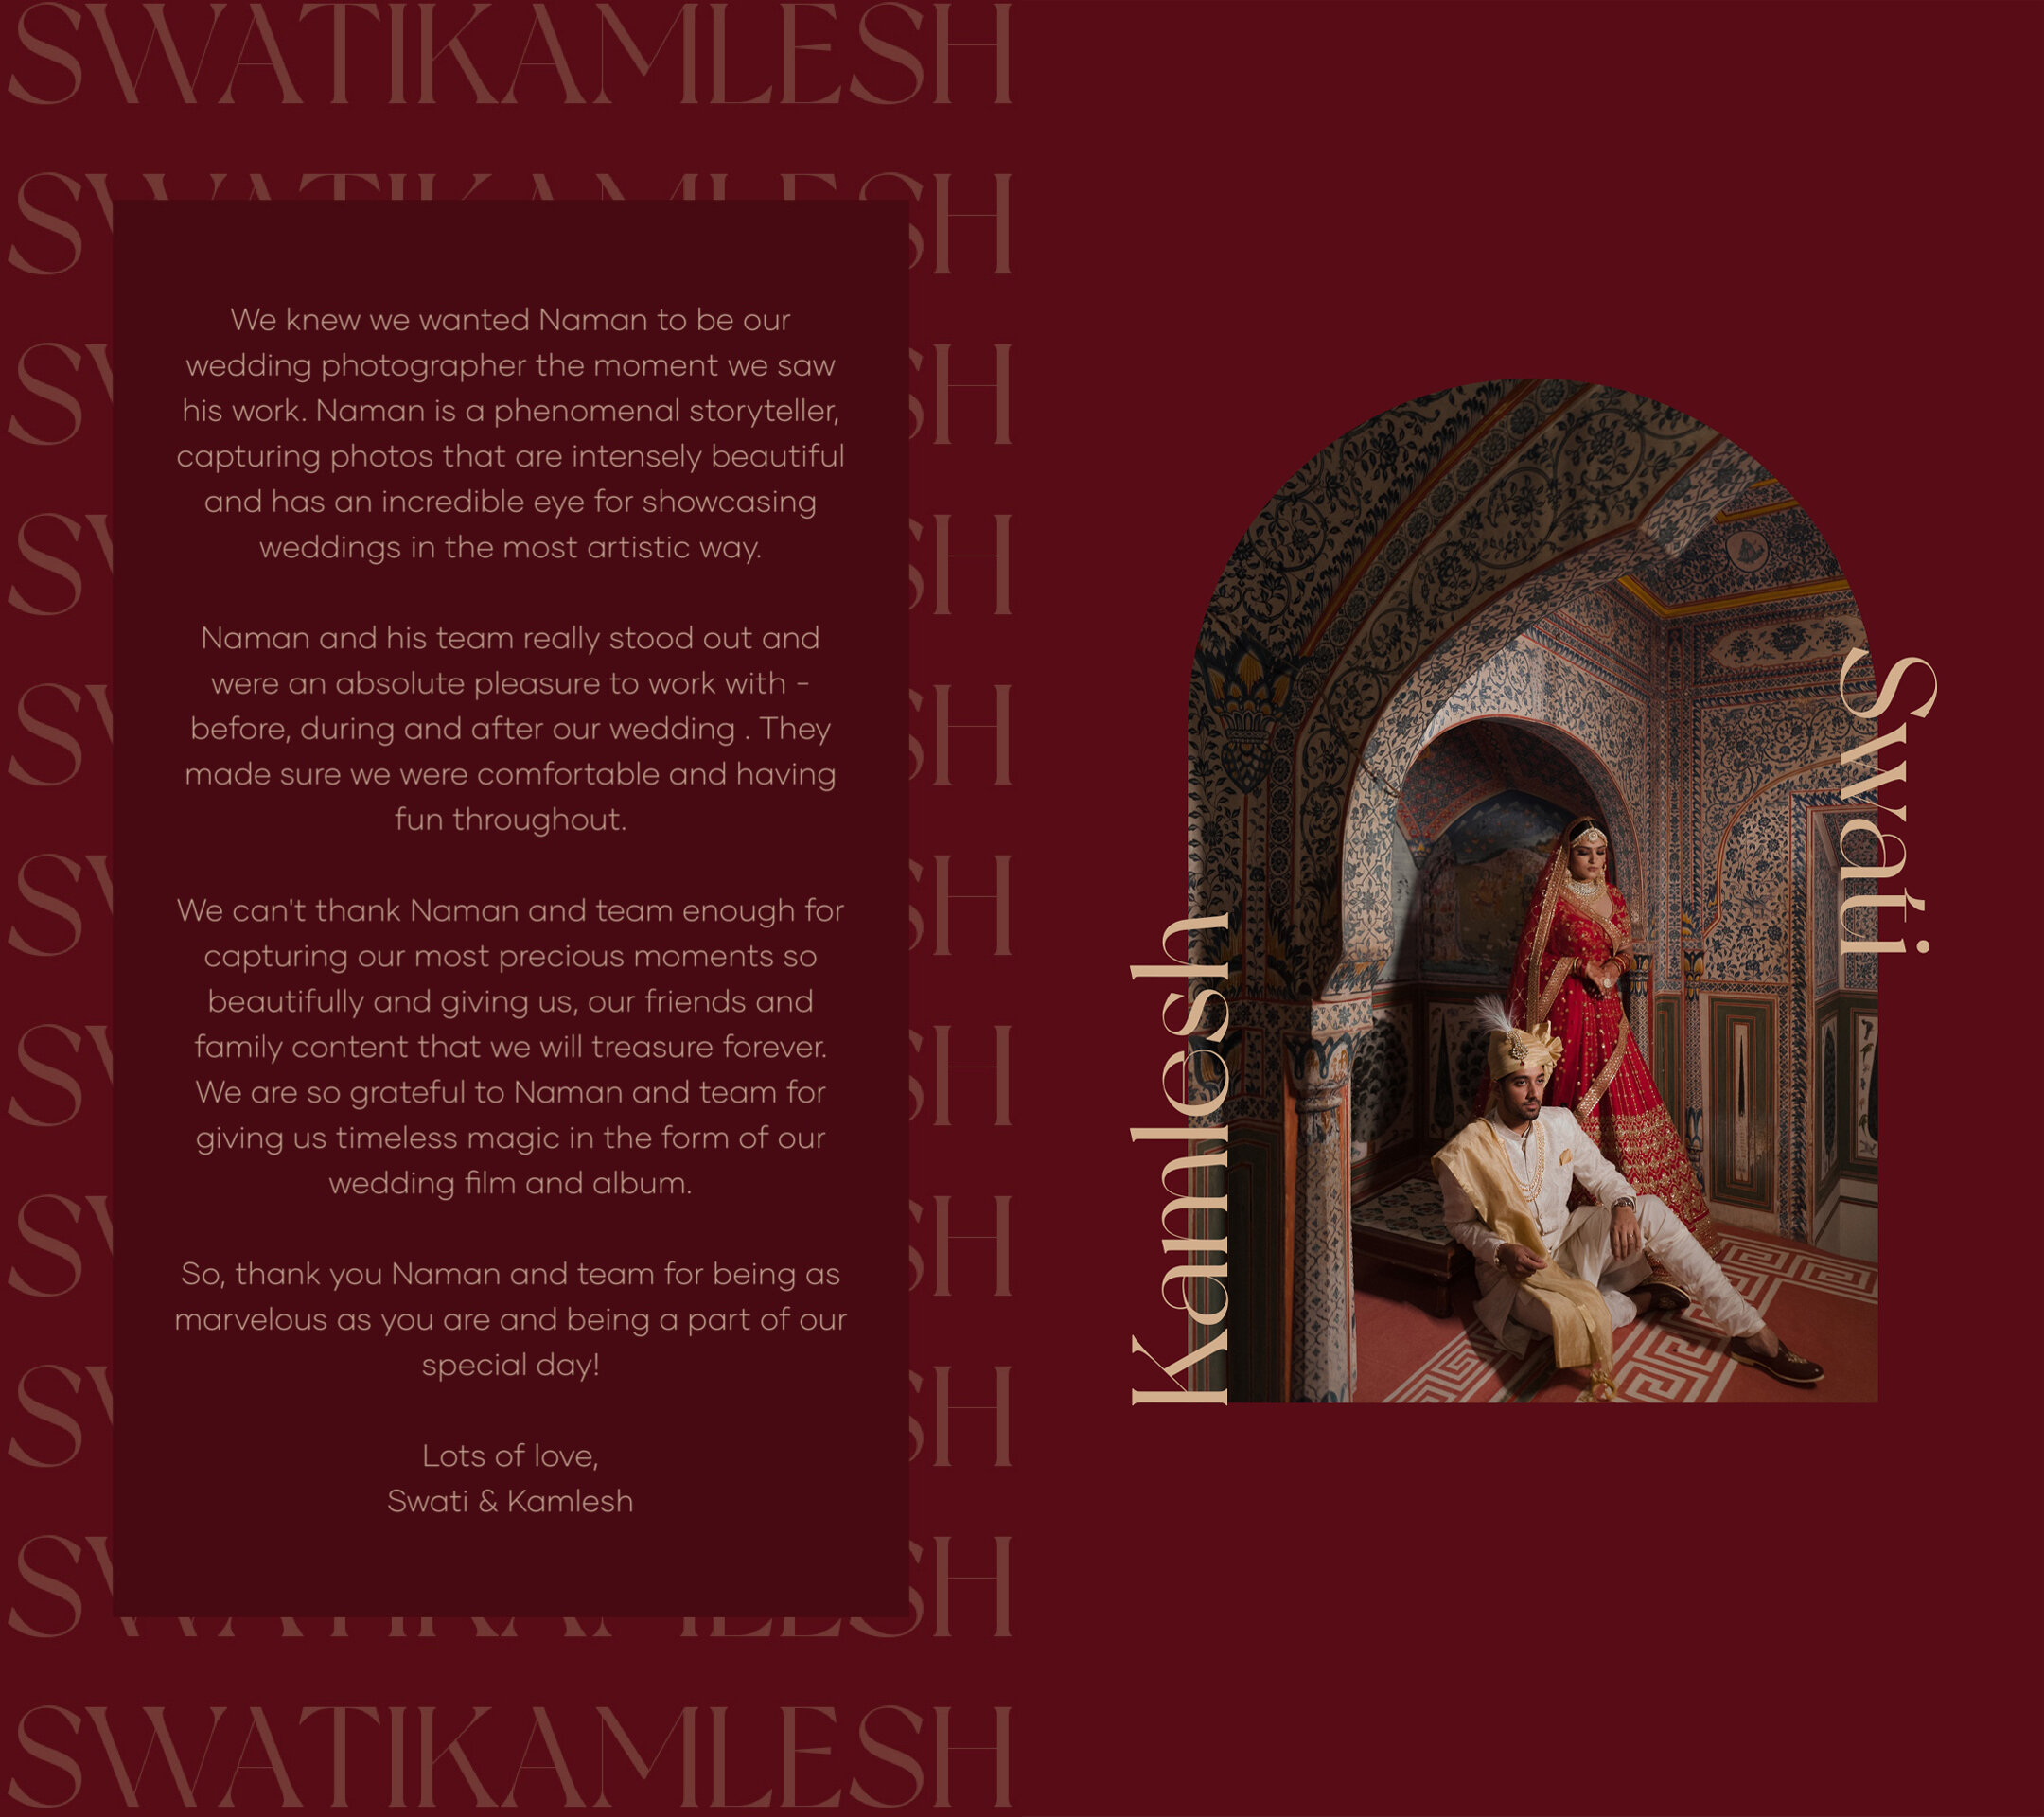 SWATIKAMLESH
We knew we wanted Naman to be our
wedding photographer the moment we saw
his work. Naman is a phenomenal storyteller,
capturing photos that are intensely beautiful
and has an incredible eye for showcasing
weddings in the most artistic way.
Naman and his team really stood out and
were an absolute pleasure to work with -
before, during and after our wedding . They
made sure we were comfortable and having
fun throughout.
We can't thank Naman and team enough for
capturing our most precious moments so
beautifully and giving us, our friends and
family content that we will treasure forever.
We are so grateful to Naman and team for
giving us timeless magic in the form of our
wedding film and album.
So, thank you Naman and team for being as
marvelous as you are and being a part of our
special day!
Lots of love,
Swati & Kamlesh
SWATIKAMLESH
Kamlesh
Swati